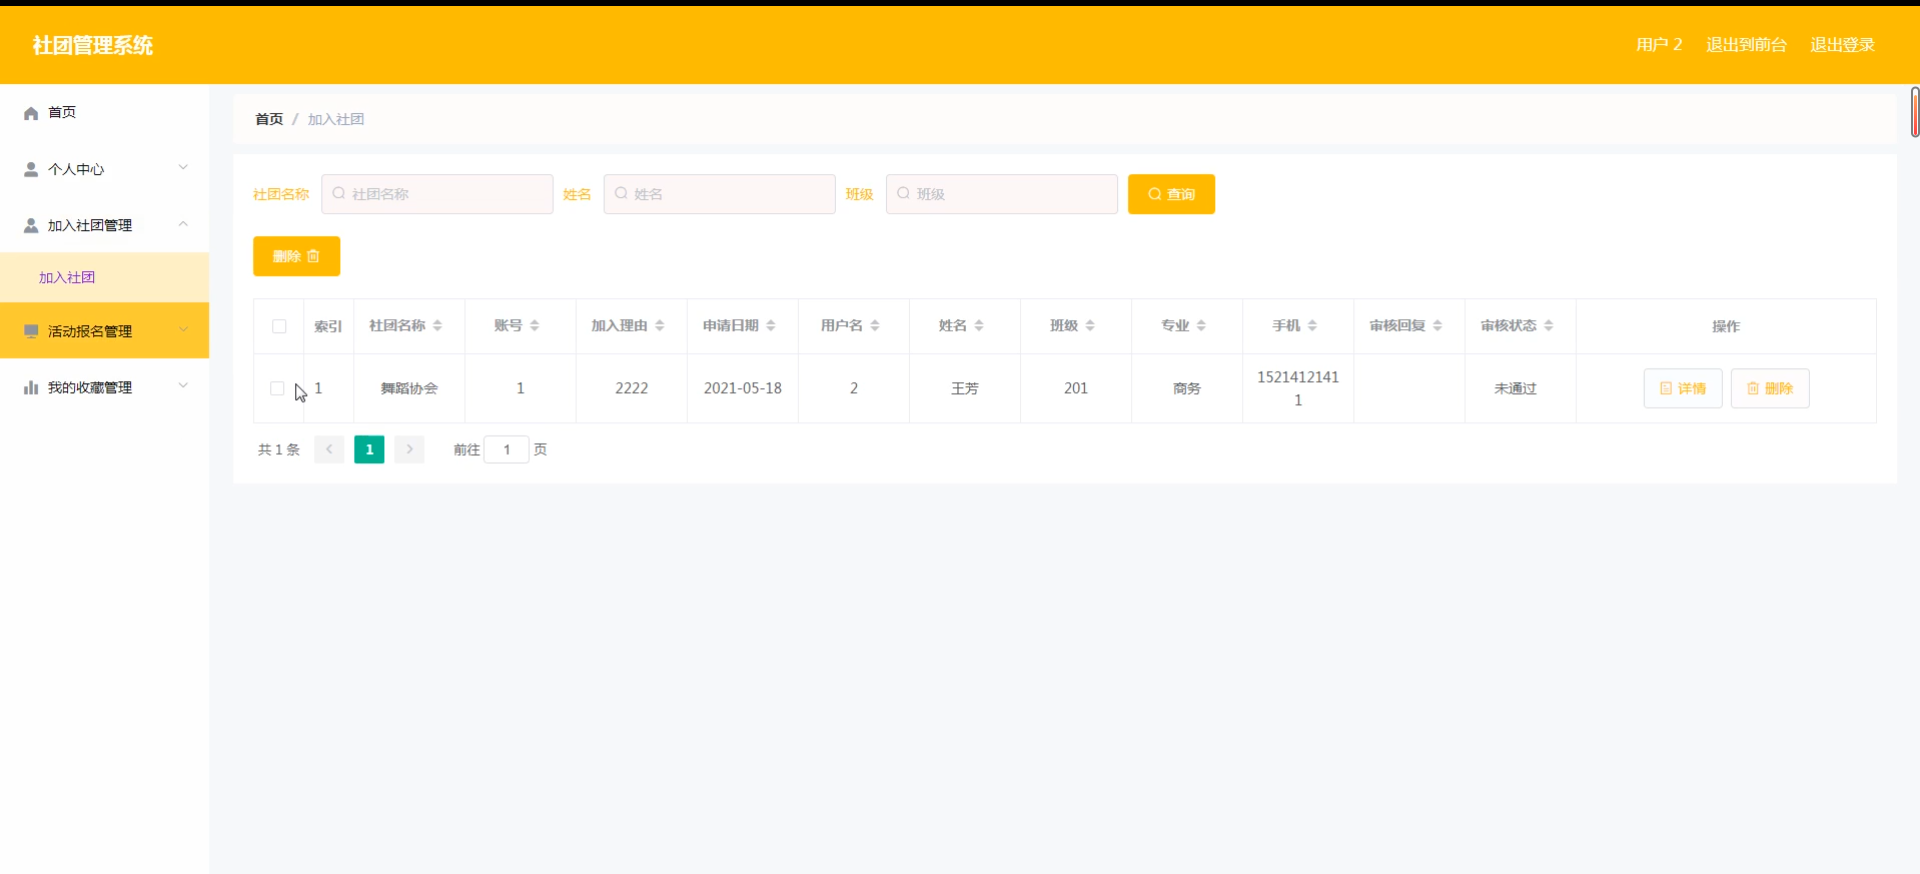 社团管理系统
用户 2 退出到前台 退出登录
首页
个人中心
加入社团管理
加入社团
活动报名管理
我的收藏管理
首页 / 加入社团
社团名称 社团名称 姓名 姓名 班级 班级 查询
删除
索引 社团名称 账号 加入理由 申请日期 用户名 姓名 班级 专业 手机 审核回复 审核状态 操作
1 舞蹈协会 1 2222 2021-05-18 2 王芳 201 商务 1521412141 未通过 详情 删除
1
共 1 条 1 前往 1 页